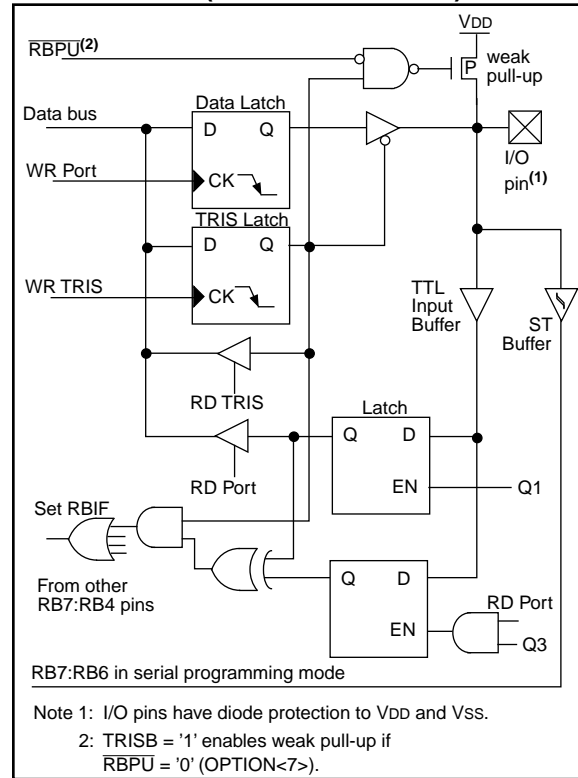 VDD
RBPU(2)
P
weak
pull-up
Data Latch
Data bus
D Q
I/O
pin(1)
WR Port
CK
TRIS Latch
D Q
WR TRIS
CK
TTL
Input
Buffer
ST
Buffer
RD TRIS
Latch
Q D
RD Port
EN
Q1
Set RBIF
From other
RB7:RB4 pins
Q D
RD Port
EN
Q3
RB7:RB6 in serial programming mode
Note 1: I/O pins have diode protection to VDD and VSS.
2: TRISB = '1' enables weak pull-up if
RBPU = '0' (OPTION<7>).